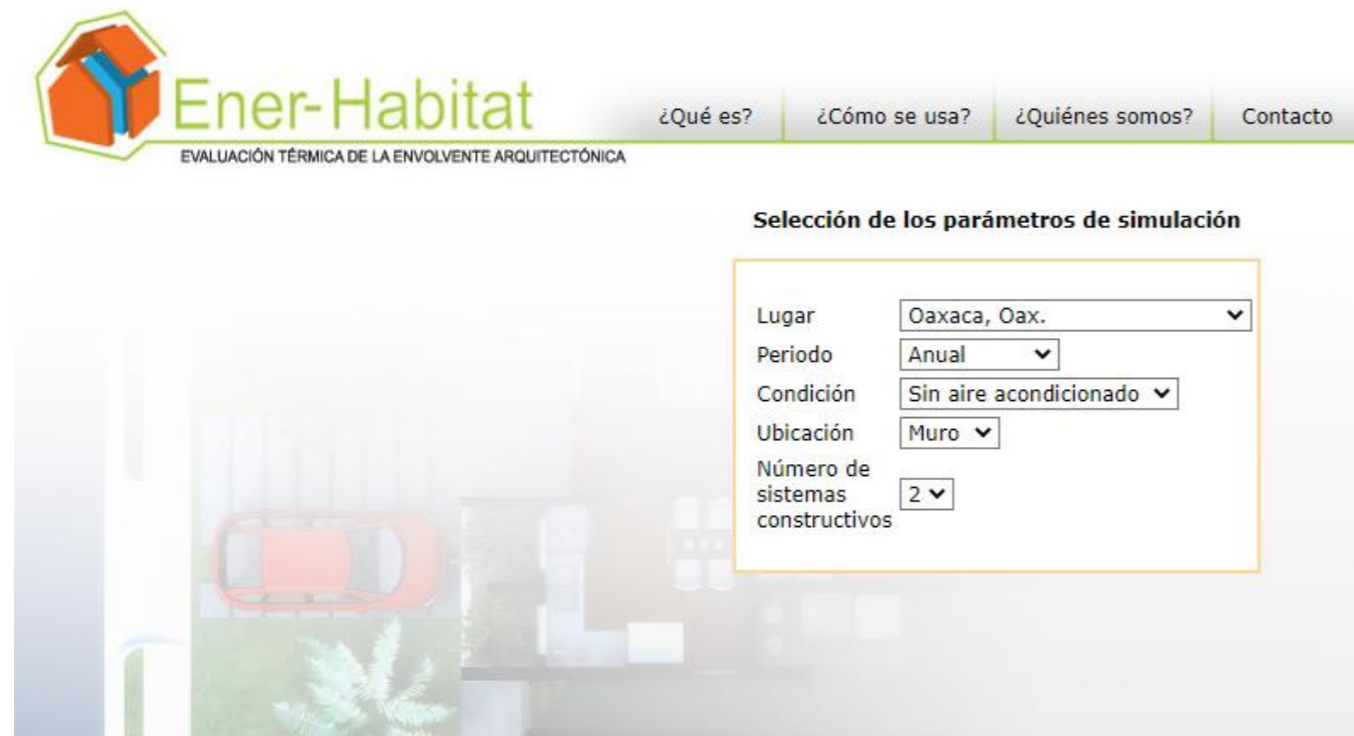 Ener-Habitat
EVALUACIÓN TÉRMICA DE LA ENVOLVENTE ARQUITECTÓNICA
¿Qué es?
¿Cómo se usa?
¿Quiénes somos?
Contacto
Selección de los parámetros de simulación
Lugar Oaxaca, Oax.
Periodo Anual
Condición Sin aire acondicionado
Ubicación Muro
Número de
sistemas 2
constructivos